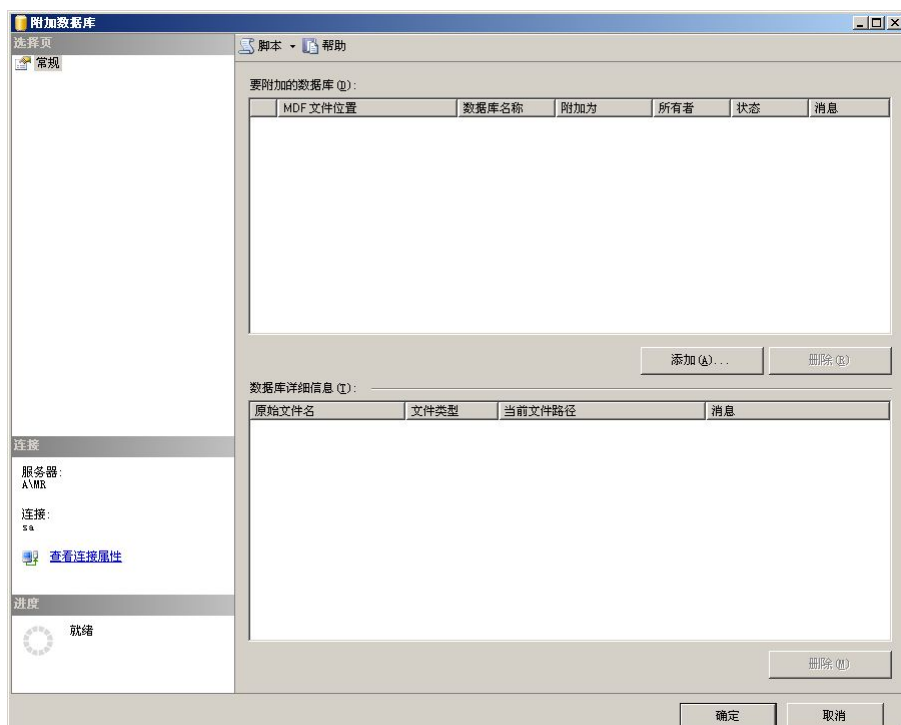 附加数据库
选择页
常规
脚本 帮助
要附加的数据库(D):
MDF 文件位置 数据库名称 附加为 所有者 状态 消息
添加(A)... 删除(R)
数据库详细信息(T):
原始文件名 文件类型 当前文件路径 消息
连接
服务器:
A\MR
连接:
sa
查看连接属性
进度
就绪
删除(M)
确定 取消